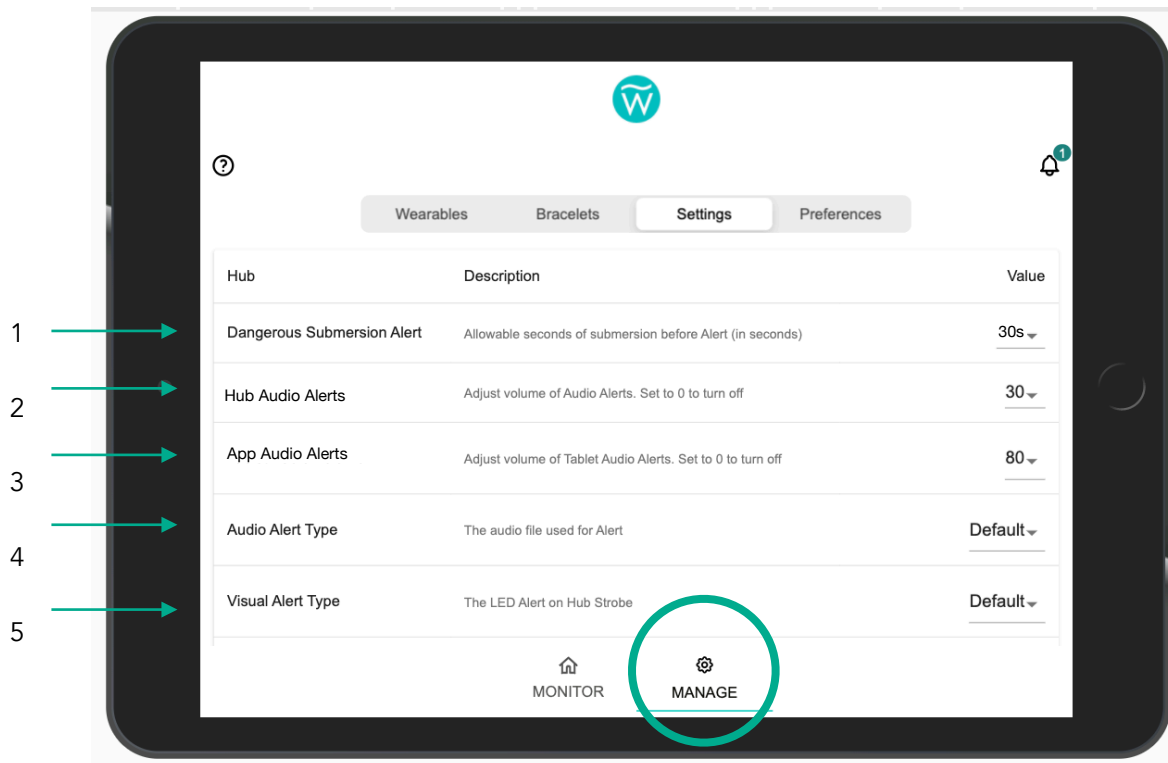 W
1
Wearables Bracelets Settings Preferences
Hub Description Value
1
Dangerous Submersion Alert Allowable seconds of submersion before Alert (in seconds) 30s
2
Hub Audio Alerts Adjust volume of Audio Alerts. Set to 0 to turn off 30
3
App Audio Alerts Adjust volume of Tablet Audio Alerts. Set to 0 to turn off 80
4
Audio Alert Type The audio file used for Alert Default
5
Visual Alert Type The LED Alert on Hub Strobe Default
MONITOR MANAGE